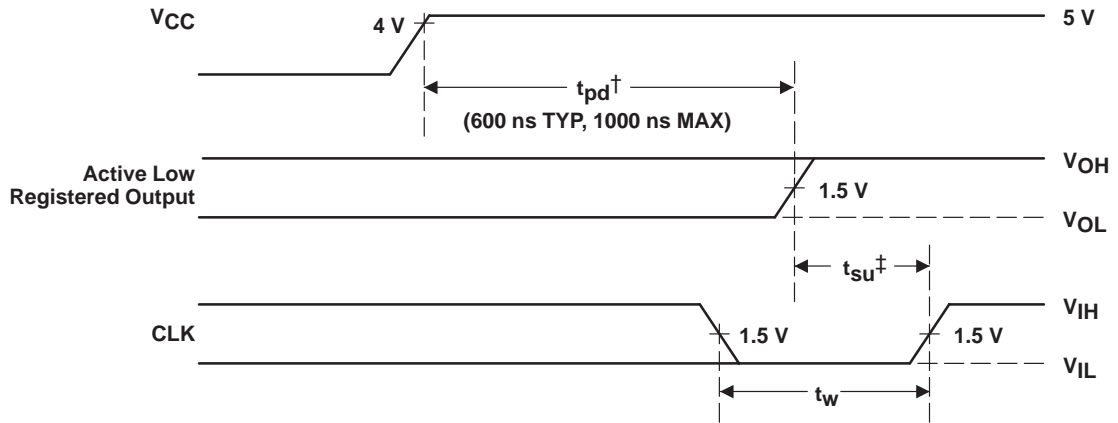 VCC
4 V
5 V
tpd†
(600 ns TYP, 1000 ns MAX)
Active Low
Registered Output
VOH
1.5 V
VOL
tsu‡
CLK
VIH
1.5 V
1.5 V
VIL
tw